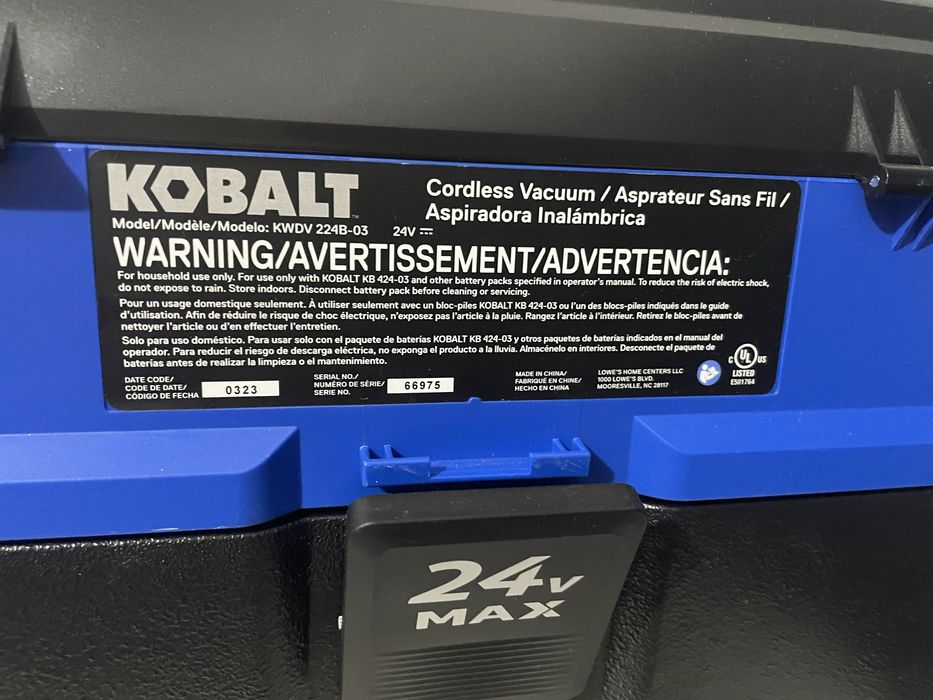 KOBALT™
Cordless Vacuum / Asprateur Sans Fil /
Aspiradora Inalámbrica
Model/Modèle/Modelo: KWDV 224B-03 24V
WARNING/AVERTISSEMENT/ADVERTENCIA:
For household use only. For use only with KOBALT KB 424-03 and other battery packs specified in operator's manual. To reduce the risk of electric shock,
do not expose to rain. Store indoors. Disconnect battery pack before cleaning or servicing.
Pour un usage domestique seulement. À utiliser seulement avec un bloc-piles KOBALT KB 424-03 ou l'un des blocs-piles indiqués dans le guide
d'utilisation. Afin de réduire le risque de choc électrique, n'exposez pas l'article à la pluie. Rangez l'article à l'intérieur. Retirez le bloc-piles avant de
nettoyer l'article ou d'en effectuer l'entretien.
Solo para uso doméstico. Para usar solo con el paquete de baterías KOBALT KB 424-03 y otros paquetes de baterías indicados en el manual del
operador. Para reducir el riesgo de descarga eléctrica, no exponga el producto a la lluvia. Almacénelo en interiores. Desconecte el paquete de
baterías antes de realizar la limpieza o el mantenimiento.
DATE CODE/
CODE DE DATE/
CÓDIGO DE FECHA
0323
SERIAL NO./
NUMÉRO DE SÉRIE/
SERIE NO.
66975
MADE IN CHINA/
FABRIQUÉ EN CHINE/
HECHO EN CHINA
LOWE'S HOME CENTERS LLC
1000 LOWE'S BLVD.
MOORESVILLE, NC 28117
C UL US
LISTED
E501764
24V
MAX